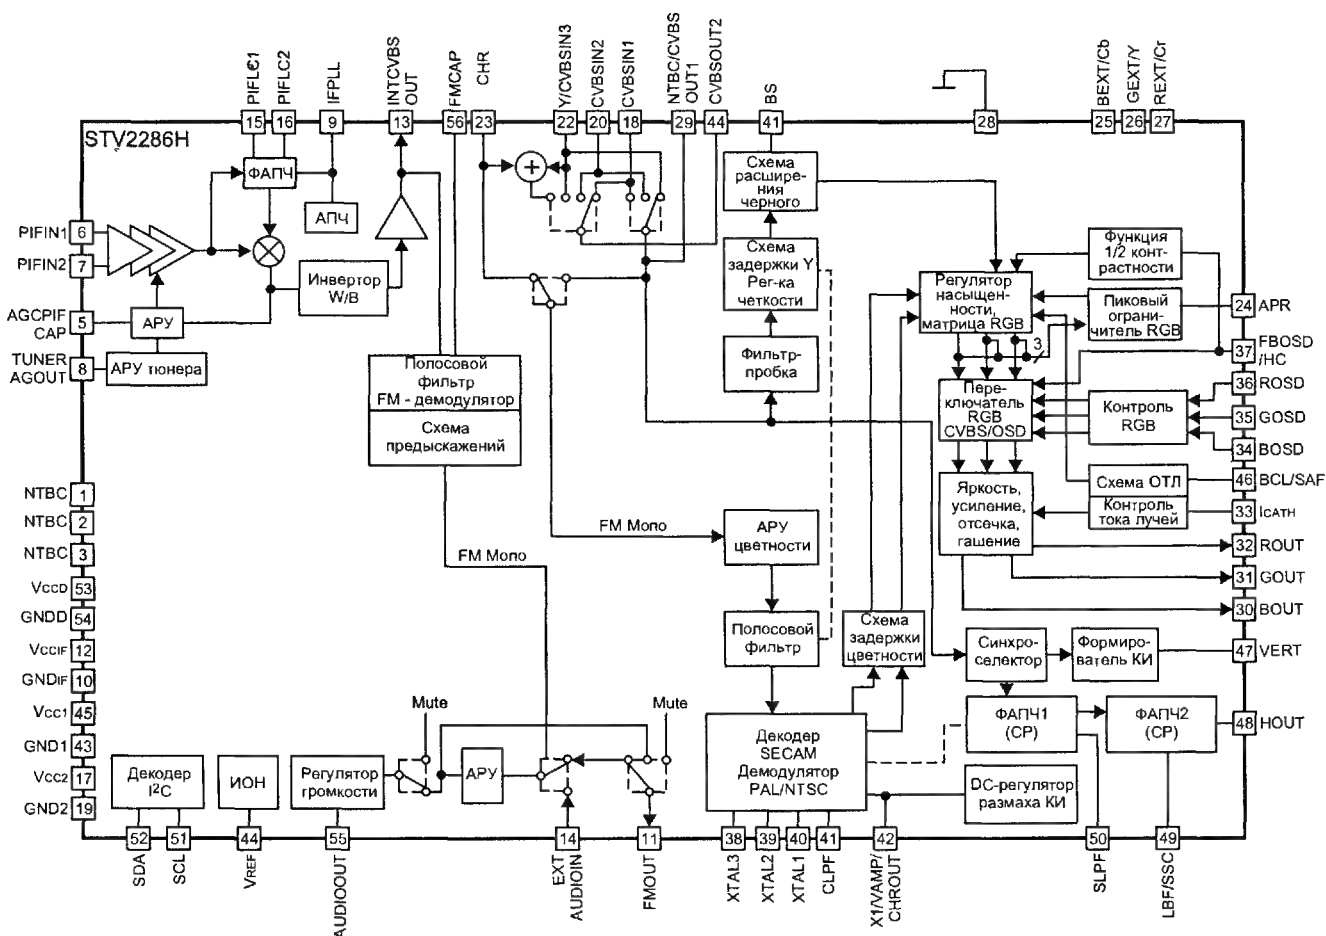 PIFLC1
PIFLC2
IFPLL
INTCVBS
OUT
FMCAP
CHR
Y/CVBSIN3
CVBSIN2
CVBSIN1
NTBC/CVBS
OUT1
CVBSOUT2
BS
BEXT/Cb
GEXT/Y
REXT/Cr
15
16
9
13
56
23
22
20
18
29
44
41
28
25
26
27
STV2286H
ФАПЧ
АПЧ
+
Схема
расшире-
ния
черного
PIFIN1
6
PIFIN2
7
Инвертор
W/B
Схема
задержки Y
Рег-ка
четкости
Функция
1/2 конт-
растности
Регулятор
насыщен-
ности,
матрица RGB
Пиковый
ограни-
читель RGB
24
APR
AGCPIF
CAP
5
АРУ
TUNER
AGOUT
8
АРУ тюнера
Полосовой
фильтр
FM - демодулятор
Схема
предыскажений
Фильтр-
пробка
3
37
FBOSD
/HC
Пере-
ключатель
RGB
CVBS/OSD
Контроль
RGB
36
ROSD
35
GOSD
34
BOSD
Схема ОТЛ
46
BCL/SAF
Контроль
тока лучей
33
ICATH
Яркость,
усиление,
отсечка,
гашение
32
ROUT
31
GOUT
30
BOUT
NTBC
1
NTBC
2
NTBC
3
VCCD
53
GNDD
54
VCCIF
12
GNDIF
10
VCC1
45
GND1
43
VCC2
17
GND2
19
FM Моно
FM Моно
АРУ
цветности
Полосовой
фильтр
Схема
задержки
цветности
Синхро-
селектор
Формиро-
ватель КИ
47
VERT
ФАПЧ1
(СР)
ФАПЧ2
(СР)
48
HOUT
Mute
Mute
Декодер
I²C
ИОН
Регулятор
громкости
АРУ
Декодер
SECAM
Демодулятор
PAL/NTSC
DC-регулятор
размаха КИ
52
51
44
55
14
11
38
39
40
41
42
50
49
SDA
SCL
VREF
AUDIOOUT
EXT
AUDIOIN
FMOUT
XTAL3
XTAL2
XTAL1
CLPF
X1/VAMP/
CHROUT
SLPF
LBF/SSC